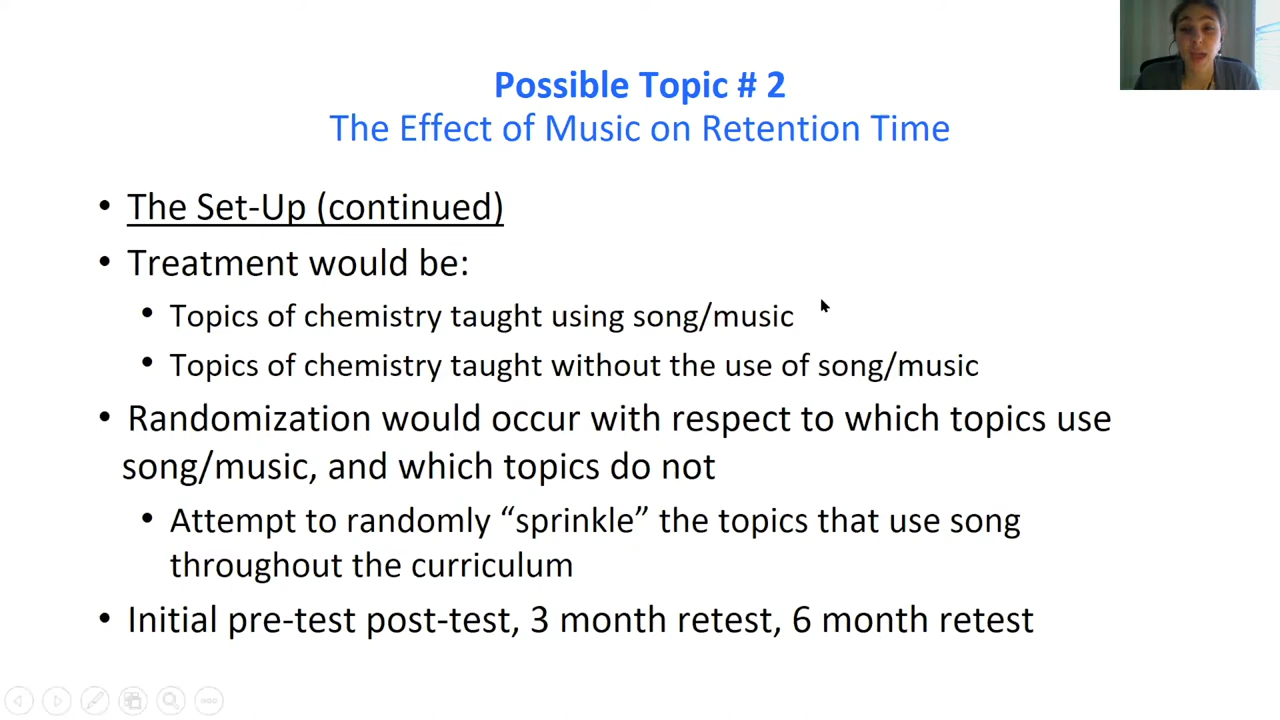 Possible Topic # 2
The Effect of Music on Retention Time
• The Set-Up (continued)
• Treatment would be:
• Topics of chemistry taught using song/music
• Topics of chemistry taught without the use of song/music
• Randomization would occur with respect to which topics use
song/music, and which topics do not
• Attempt to randomly “sprinkle” the topics that use song
throughout the curriculum
• Initial pre-test post-test, 3 month retest, 6 month retest